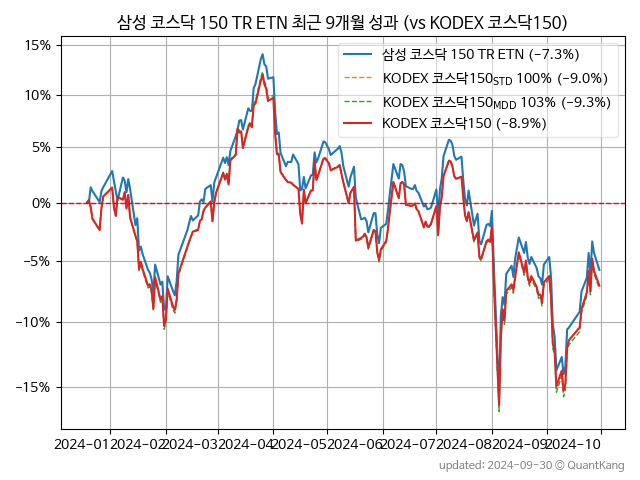 삼성 코스닥 150 TR ETN 최근 9개월 성과 (vs KODEX 코스닥150)
삼성 코스닥 150 TR ETN (−7.3%)
KODEX 코스닥150STD 100% (−9.0%)
KODEX 코스닥150MDD 103% (−9.3%)
KODEX 코스닥150 (−8.9%)
15%
10%
5%
0%
−5%
−10%
−15%
2024-01 2024-02 2024-03 2024-04 2024-05 2024-06 2024-07 2024-08 2024-09 2024-10
updated: 2024-09-30 © QuantKang